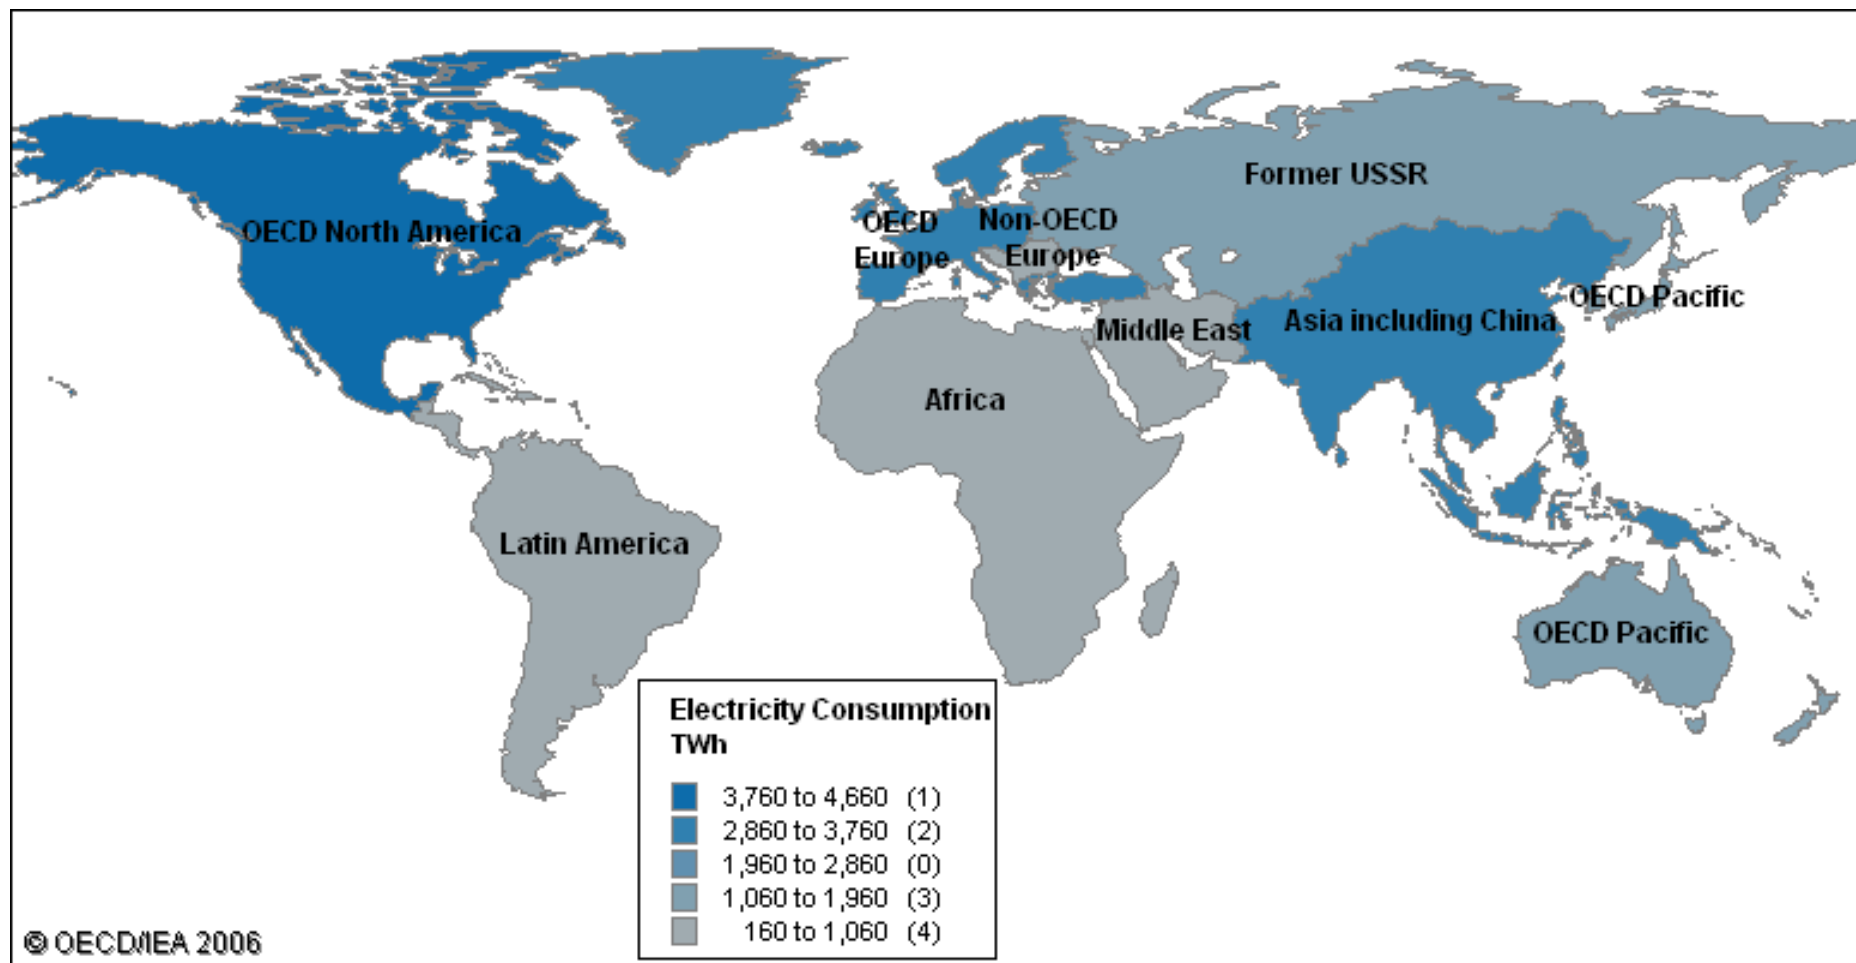 OECD North America
OECD
Europe
Non-OECD
Europe
Former USSR
OECD Pacific
Asia including China
Middle East
Africa
Latin America
OECD Pacific
Electricity Consumption
TWh
3,760 to 4,660 (1)
2,860 to 3,760 (2)
1,960 to 2,860 (0)
1,060 to 1,960 (3)
160 to 1,060 (4)
© OECD/IEA 2006